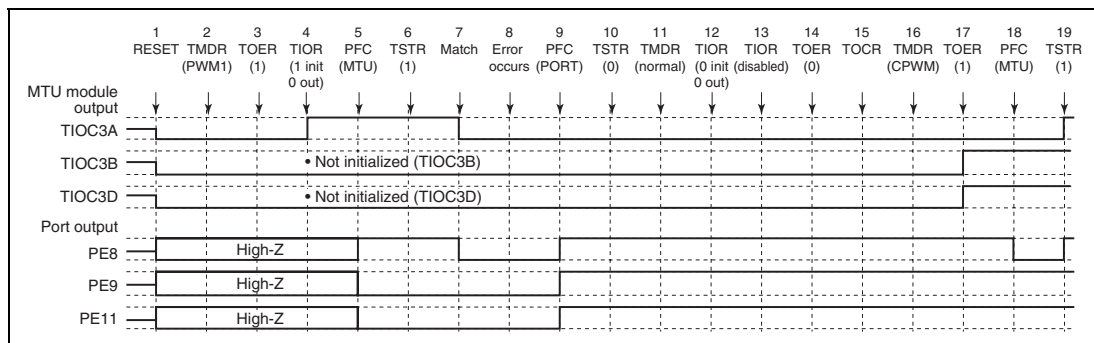 1 2 3 4 5 6 7 8 9 10 11 12 13 14 15 16 17 18 19
RESET TMDR TOER TIOR PFC TSTR Match Error PFC TSTR TMDR TIOR TIOR TOER TOCR TMDR TOER PFC TSTR
(PWM1) (1) (1 init (MTU) (1) occurs (PORT) (0) (normal) (0 init (disabled) (0) (CPWM) (1) (MTU) (1)
0 out) 0 out)
MTU module
output
TIOC3A
TIOC3B • Not initialized (TIOC3B)
TIOC3D • Not initialized (TIOC3D)
Port output
PE8 High-Z
PE9 High-Z
PE11 High-Z